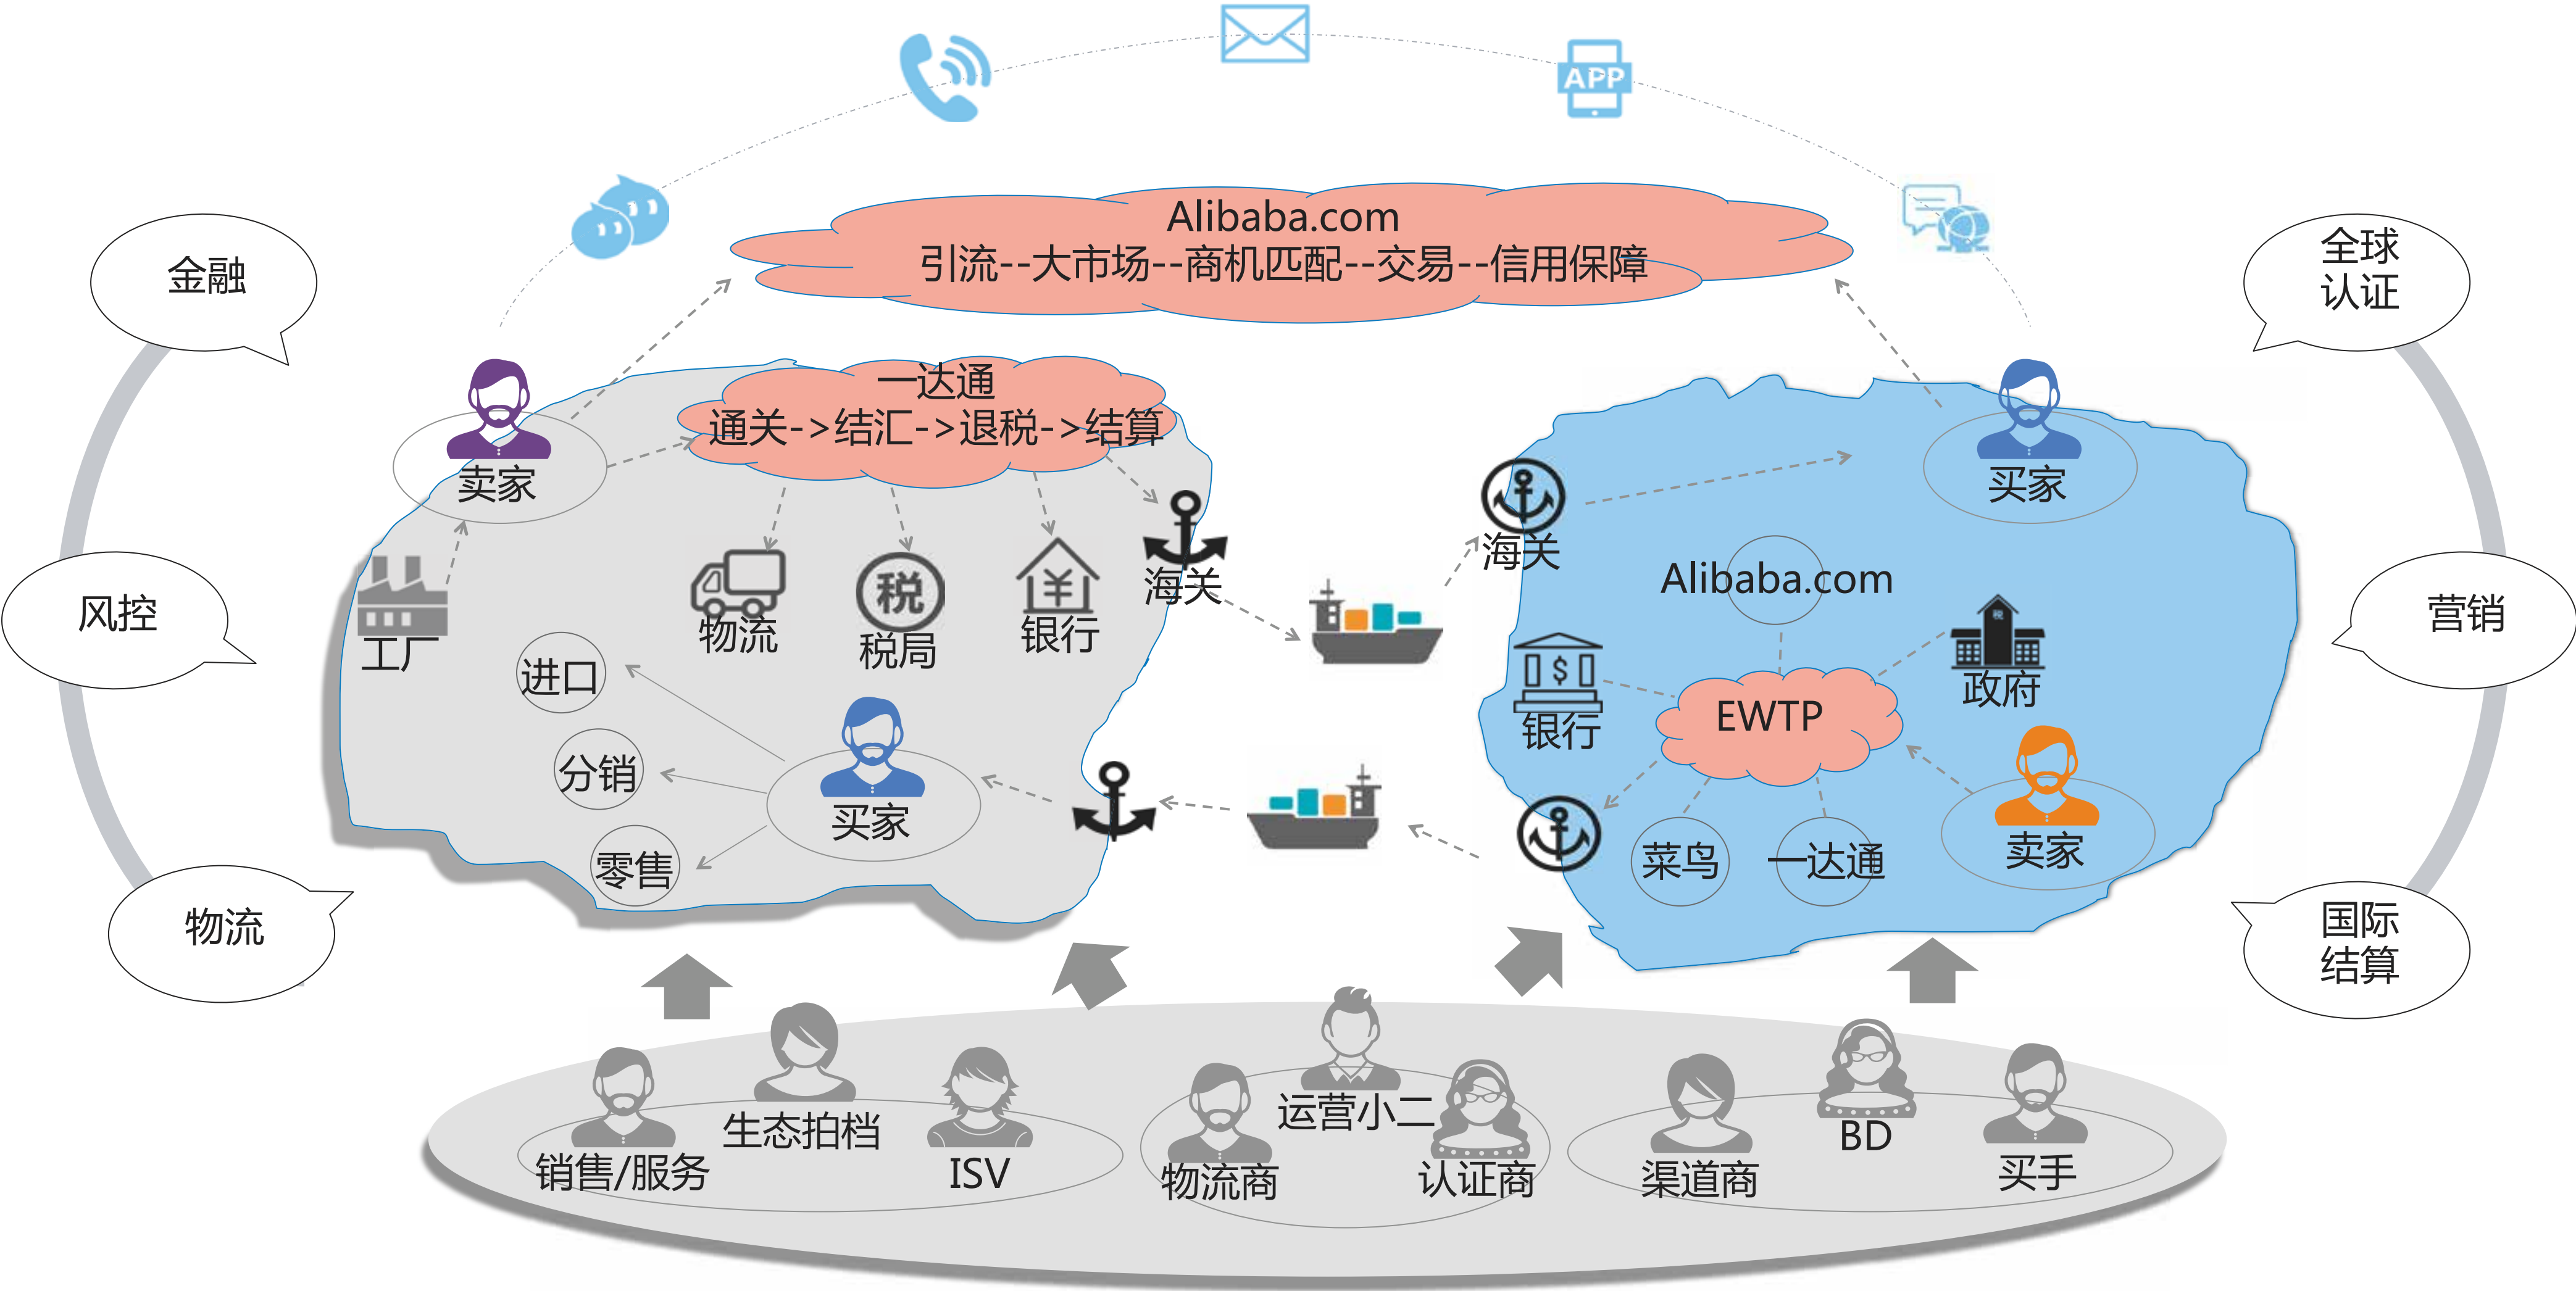 APP
Alibaba.com
引流--大市场--商机匹配--交易--信用保障
金融
全球
认证
一达通
通关->结汇->退税->结算
卖家
买家
海关
海关
Alibaba.com
工厂
物流
税
税局
银行
风控
营销
进口
税
政府
银行
$
EWTP
分销
买家
零售
菜鸟
一达通
卖家
物流
国际
结算
运营小二
生态拍档
BD
销售/服务
ISV
物流商
认证商
渠道商
买手